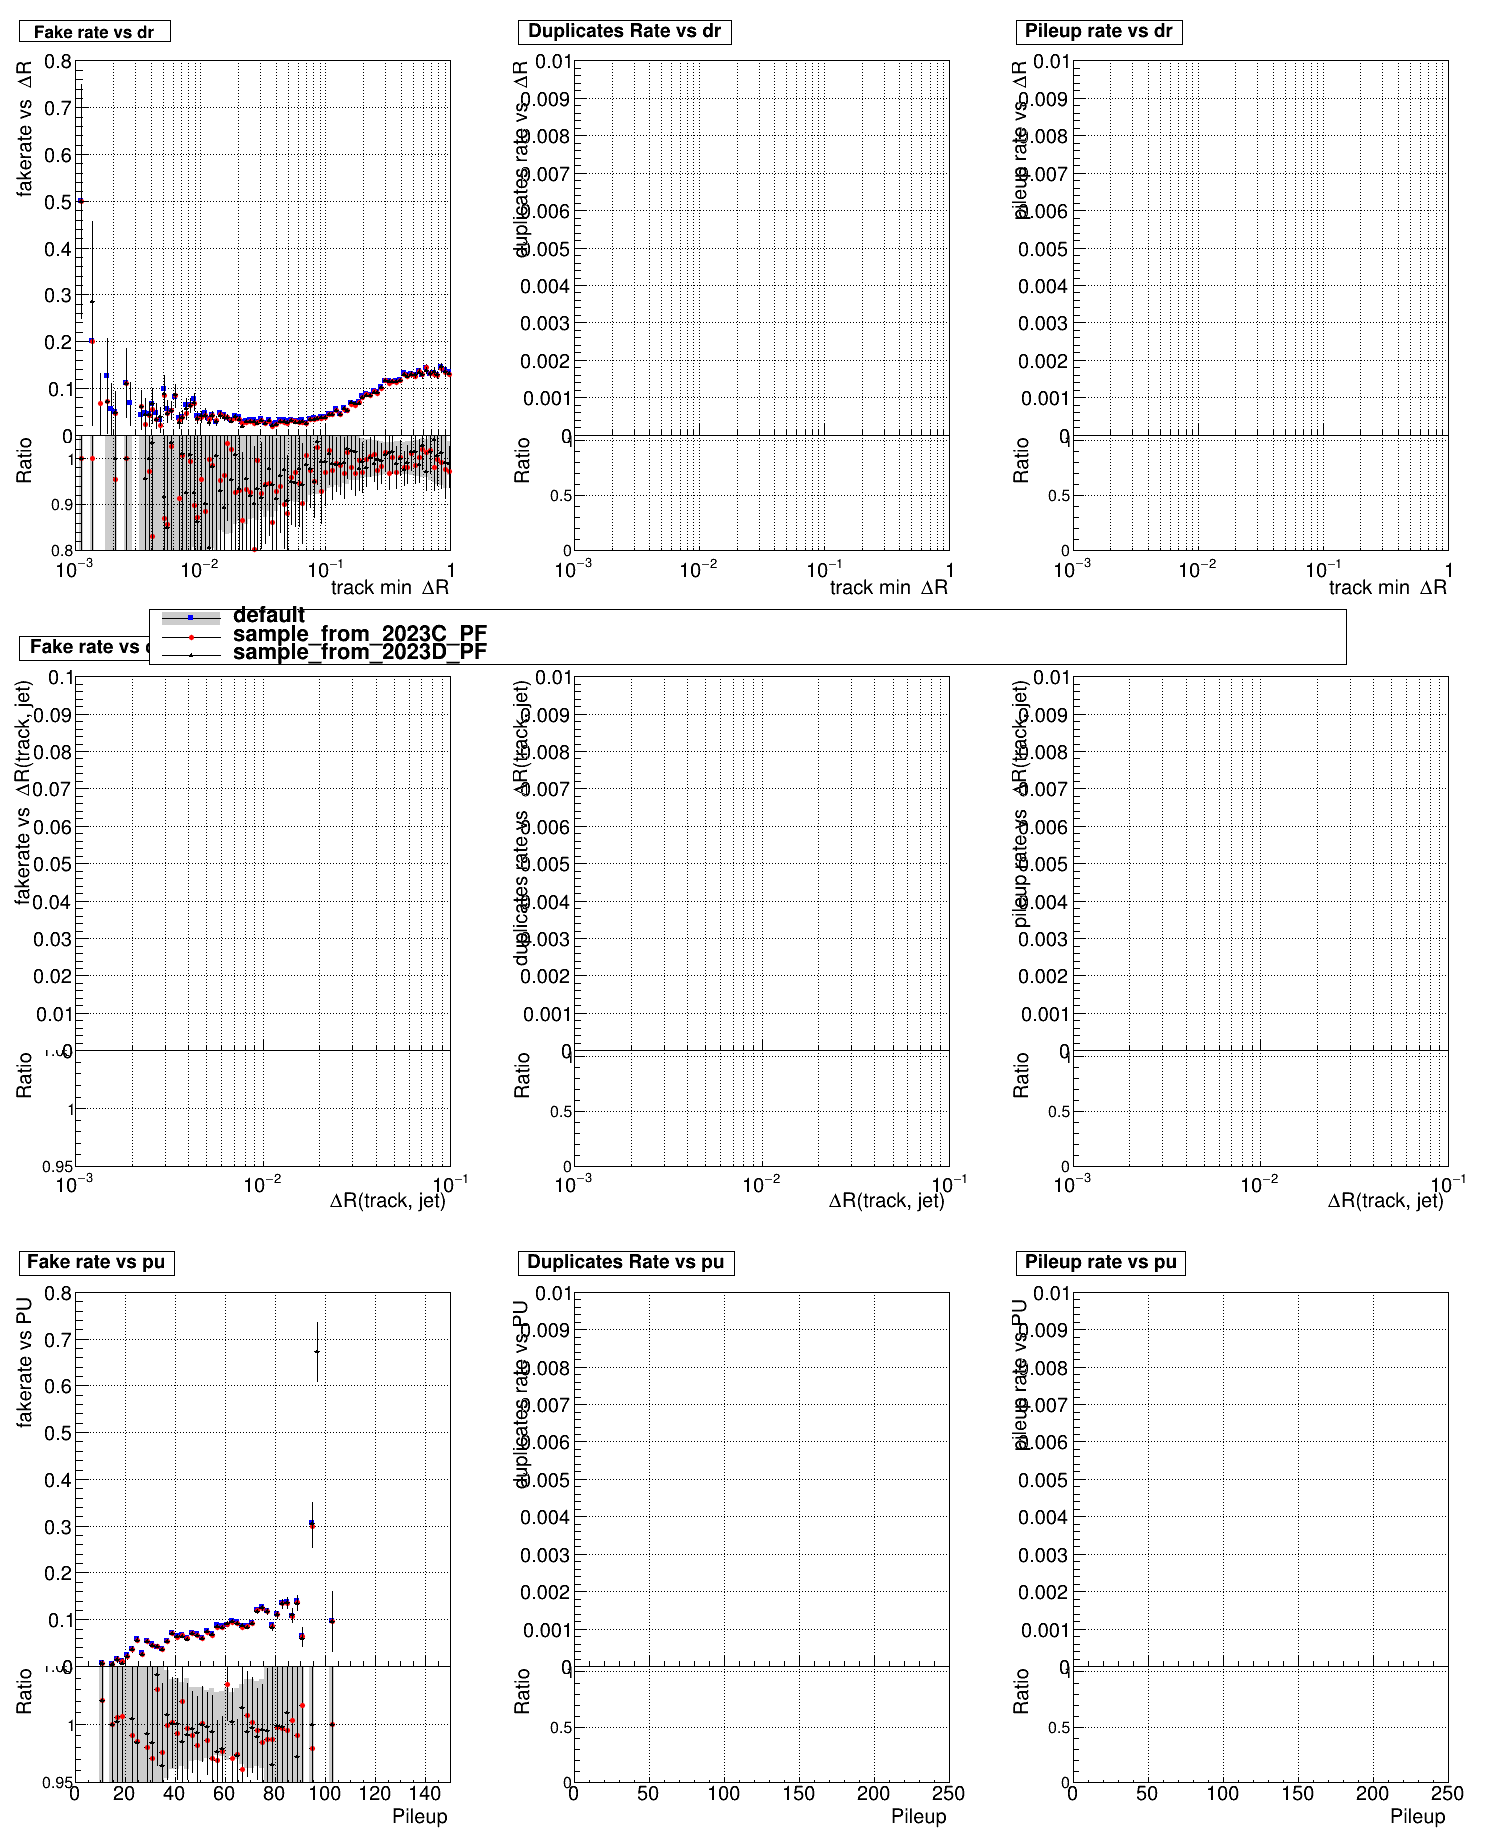 Fake rate vs dr
Duplicates Rate vs dr
Pileup rate vs dr
fakerate vs ΔR
0.8
0.7
0.6
0.5
0.4
0.3
0.2
0.1
0
Ratio
1
0.9
0.8
10⁻³ 10⁻² 10⁻¹ 1
track min ΔR
duplicates rate vs ΔR
0.01
0.009
0.008
0.007
0.006
0.005
0.004
0.003
0.002
0.001
0
Ratio
1
0.5
0
10⁻³ 10⁻² 10⁻¹ 1
track min ΔR
pileup rate vs ΔR
0.01
0.009
0.008
0.007
0.006
0.005
0.004
0.003
0.002
0.001
0
Ratio
1
0.5
0
10⁻³ 10⁻² 10⁻¹ 1
track min ΔR
default
sample_from_2023C_PF
sample_from_2023D_PF
Fake rate vs
fakerate vs ΔR(track, jet)
0.1
0.09
0.08
0.07
0.06
0.05
0.04
0.03
0.02
0.01
0
Ratio
1
0.95
10⁻³ 10⁻² 10⁻¹
ΔR(track, jet)
duplicates rate vs ΔR(track, jet)
0.01
0.009
0.008
0.007
0.006
0.005
0.004
0.003
0.002
0.001
0
Ratio
1
0.5
0
10⁻³ 10⁻² 10⁻¹
ΔR(track, jet)
pileup rate vs ΔR(track, jet)
0.01
0.009
0.008
0.007
0.006
0.005
0.004
0.003
0.002
0.001
0
Ratio
1
0.5
0
10⁻³ 10⁻² 10⁻¹
ΔR(track, jet)
Fake rate vs pu
Duplicates Rate vs pu
Pileup rate vs pu
fakerate vs PU
0.8
0.7
0.6
0.5
0.4
0.3
0.2
0.1
0
Ratio
1
0.95
0 20 40 60 80 100 120 140
Pileup
duplicates rate vs PU
0.01
0.009
0.008
0.007
0.006
0.005
0.004
0.003
0.002
0.001
0
Ratio
1
0.5
0
0 50 100 150 200 250
Pileup
pileup rate vs PU
0.01
0.009
0.008
0.007
0.006
0.005
0.004
0.003
0.002
0.001
0
Ratio
1
0.5
0
0 50 100 150 200 250
Pileup